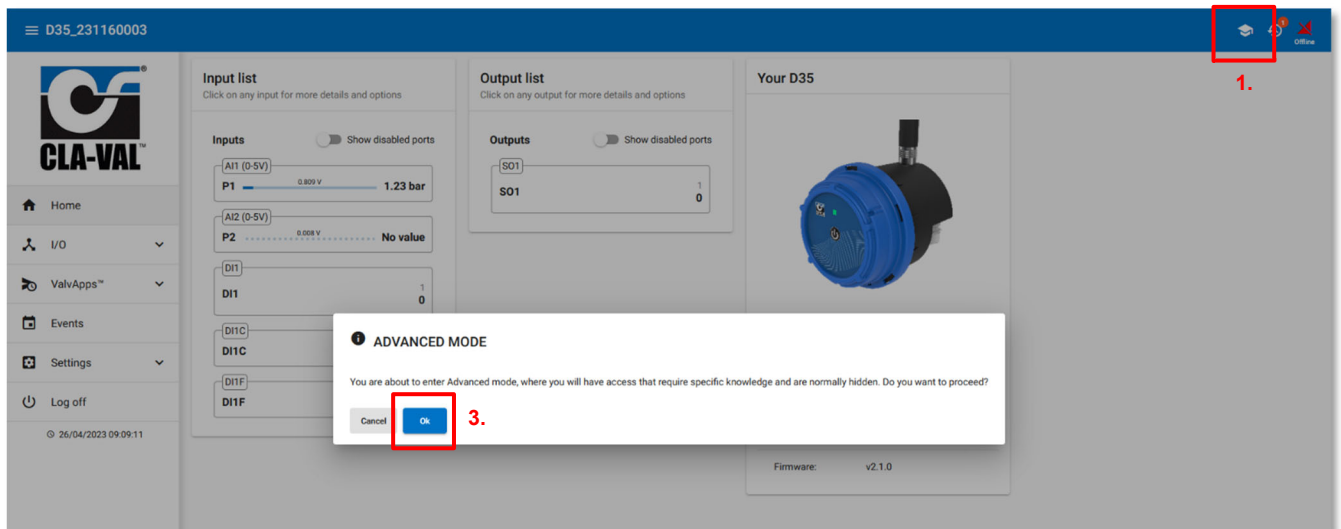 D35_231160003
1
Offline
1.
CLA-VAL™
®
Home
I/O
ValvApps™
Events
Settings
Log off
26/04/2023 09:09:11
Input list
Click on any input for more details and options
Inputs
Show disabled ports
AI1 (0-5V)
P1 0.809 V 1.23 bar
AI2 (0-5V)
P2 0.008 V No value
DI1
1
DI1
0
DI1C
DI1C
DI1F
DI1F
Output list
Click on any output for more details and options
Outputs
Show disabled ports
SO1
1
SO1
0
Your D35
ADVANCED MODE
You are about to enter Advanced mode, where you will have access that require specific knowledge and are normally hidden. Do you want to proceed?
Cancel
Ok
3.
Firmware: v2.1.0